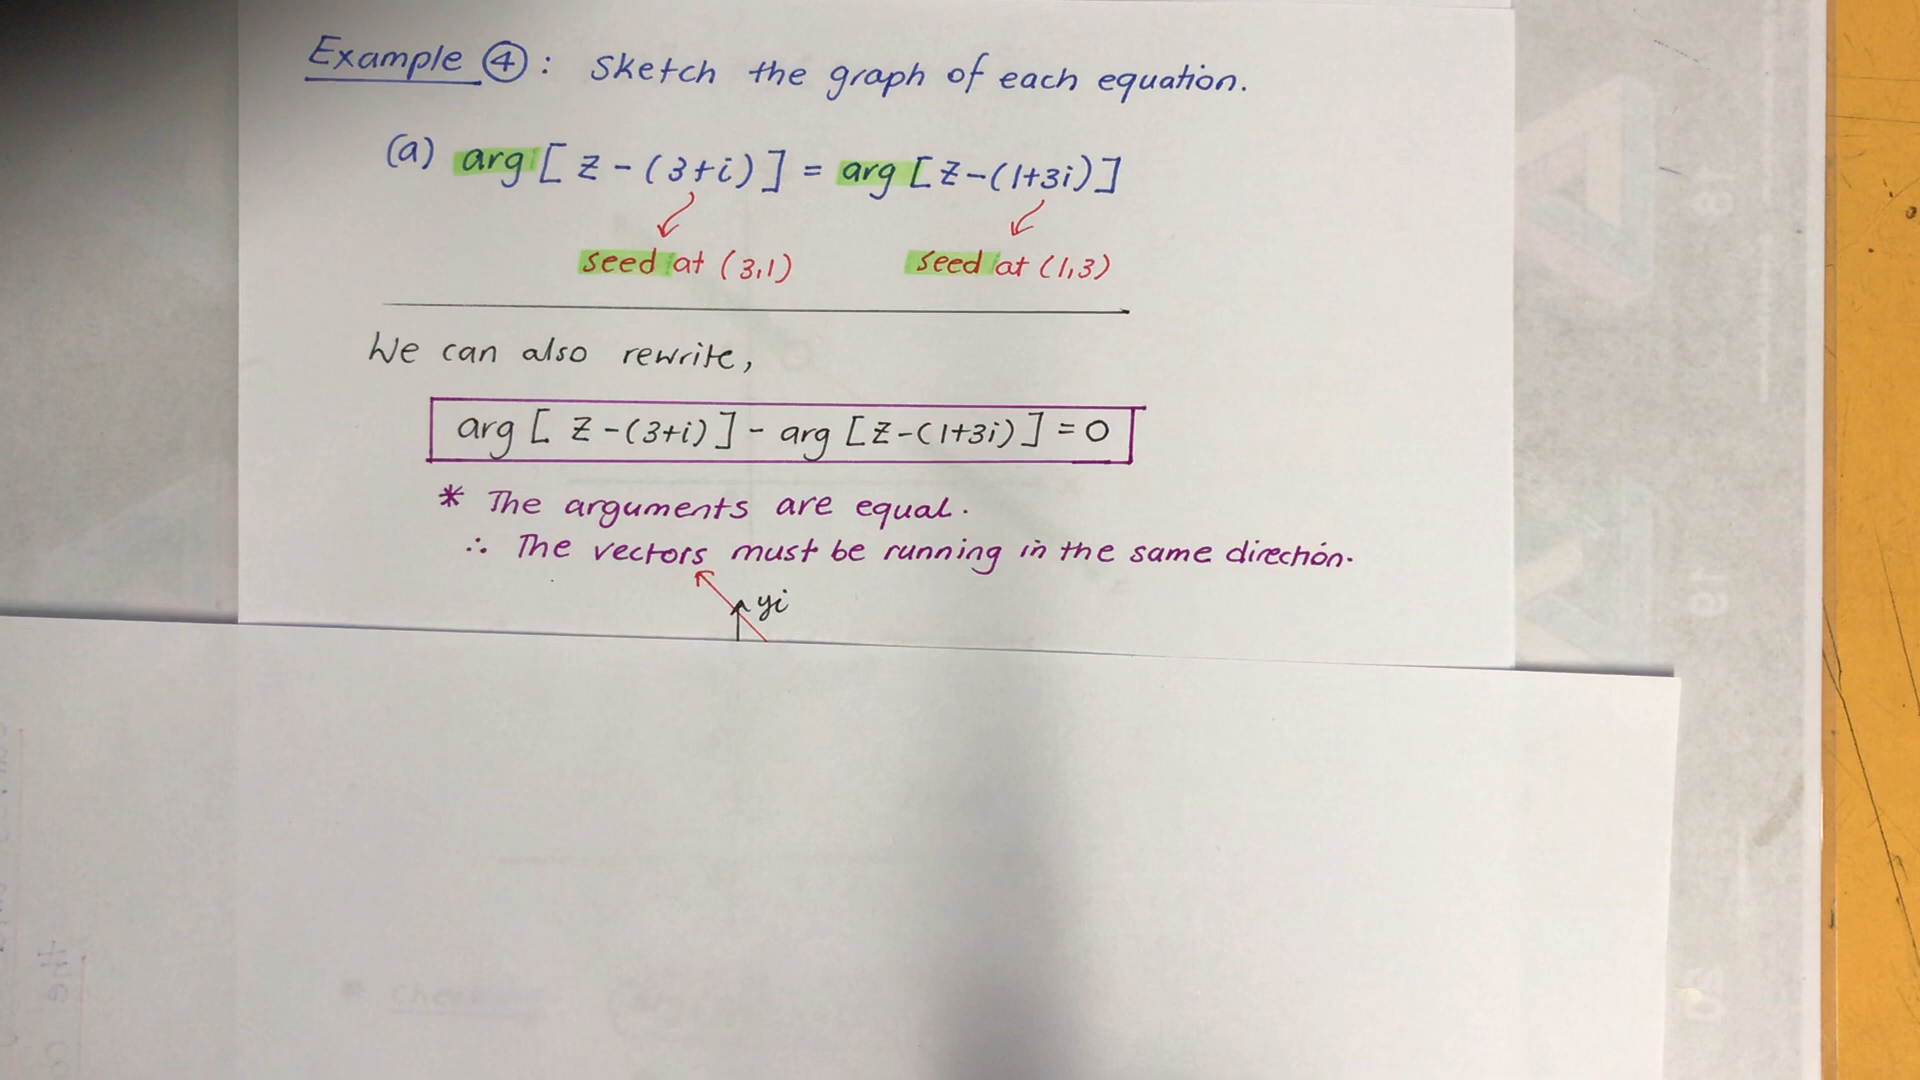 Example ④: Sketch the graph of each equation.
(a) arg [ z - (3+i) ] = arg [z-(1+3i)]
seed at (3,1) seed at (1,3)
We can also rewrite,
arg [ z-(3+i) ] - arg [z-(1+3i) ] = 0
* The arguments are equal.
∴ The vectors must be running in the same direction.
yi